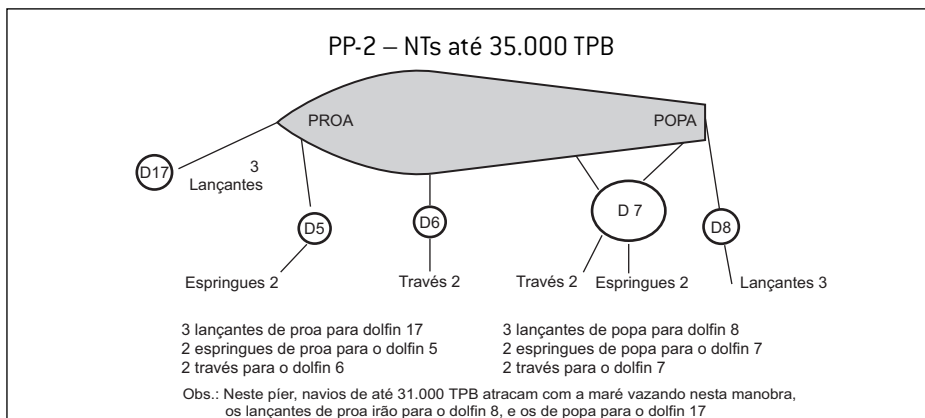 PP-2 – NTs até 35.000 TPB
PROA
POPA
D17
3
Lançantes
D5
D6
D 7
D8
Espringues 2
Través 2
Través 2
Espringues 2
Lançantes 3
3 lançantes de proa para dolfin 17
2 espringues de proa para o dolfin 5
2 través para o dolfin 6
3 lançantes de popa para dolfin 8
2 espringues de popa para o dolfin 7
2 través para o dolfin 7
Obs.: Neste píer, navios de até 31.000 TPB atracam com a maré vazando nesta manobra,
os lançantes de proa irão para o dolfin 8, e os de popa para o dolfin 17